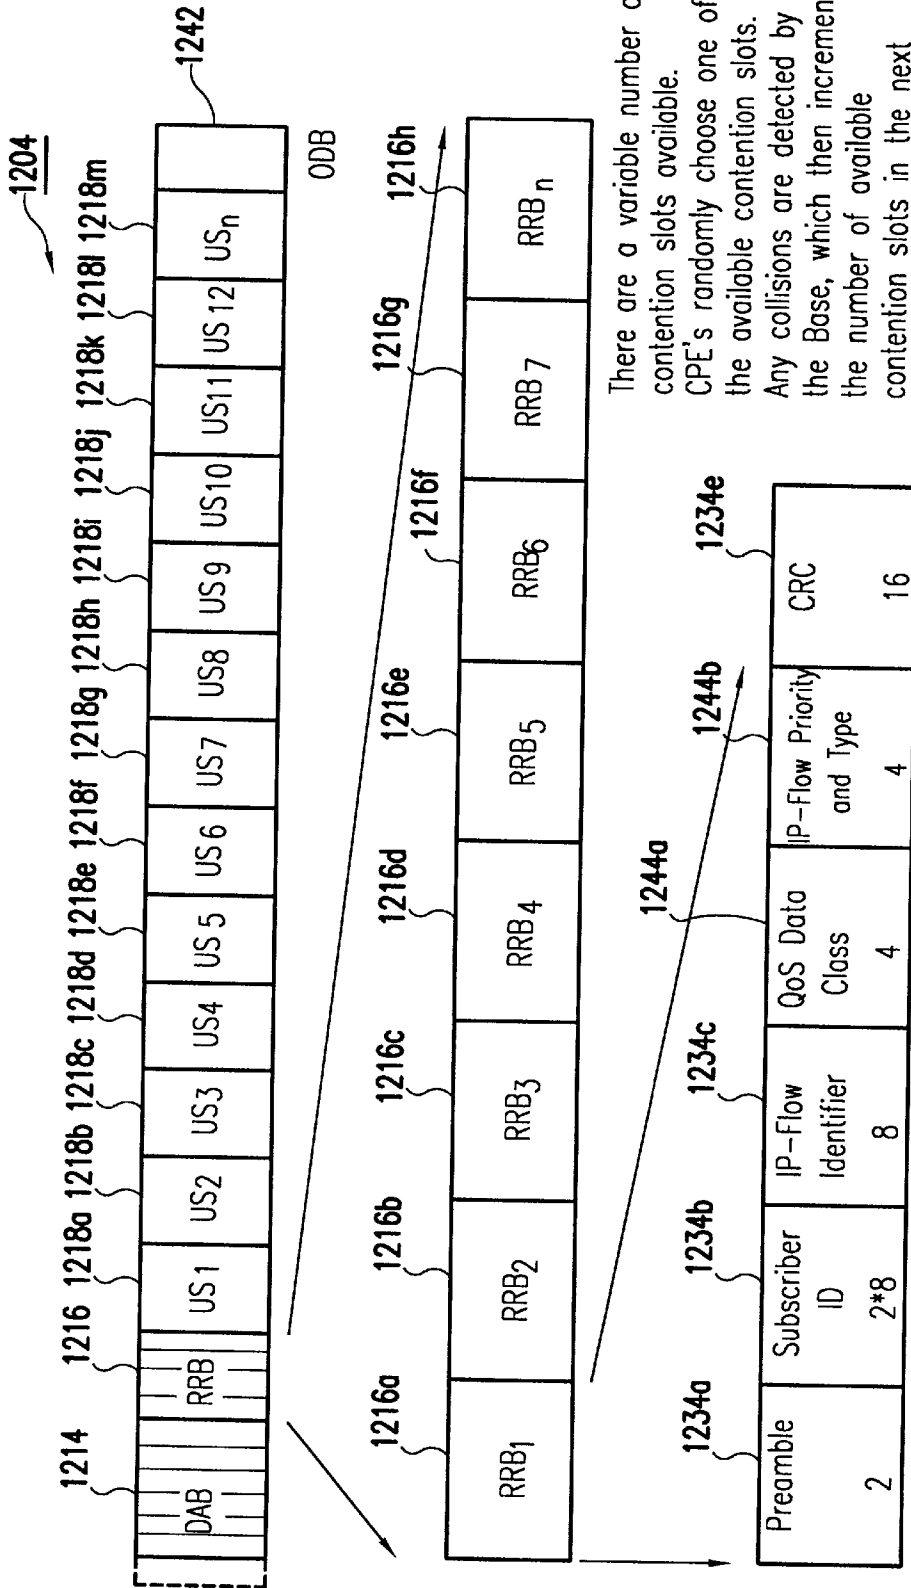 1204
1214 1216 1218a 1218b 1218c 1218d 1218e 1218f 1218g 1218h 1218i 1218j 1218k 1218l 1218m
1242
DAB RRB US1 US2 US3 US4 US5 US6 US7 US8 US9 US10 US11 US12 USn
ODB
1216a 1216b 1216c 1216d 1216e 1216f 1216g 1216h
RRB1 RRB2 RRB3 RRB4 RRB5 RRB6 RRB7 RRBn
1234a 1234b 1234c 1244a 1244b 1234e
Preamble
2
Subscriber
ID
2*8
IP-Flow
Identifier
8
QoS Data
Class
4
IP-Flow Priority
and Type
4
CRC
16
There are a variable number
contention slots available.
CPE's randomly choose one of
the available contention slots.
Any collisions are detected by
the Base, which then
the number of available
contention slots in the next